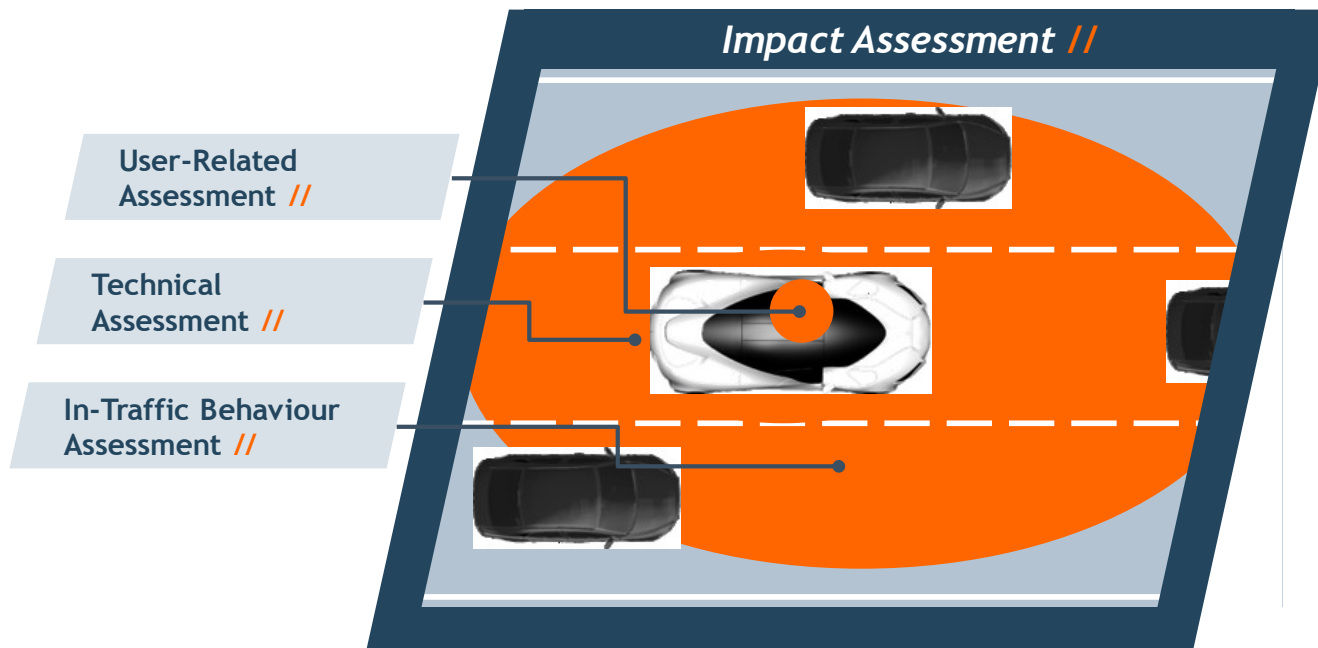 Impact Assessment //
User-Related
Assessment //
Technical
Assessment //
In-Traffic Behaviour
Assessment //